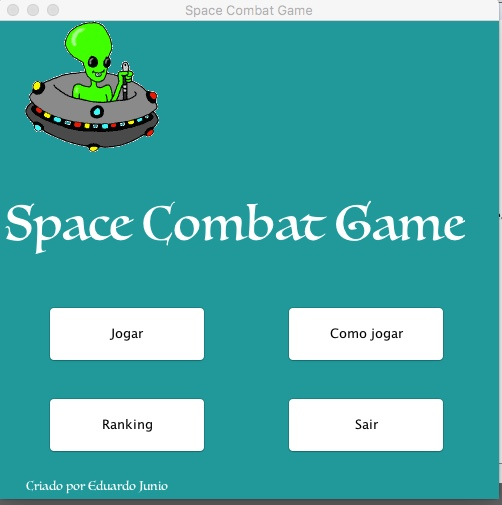 Space Combat Game
Space Combat Game
Jogar
Como jogar
Ranking
Sair
Criado por Eduardo Junio